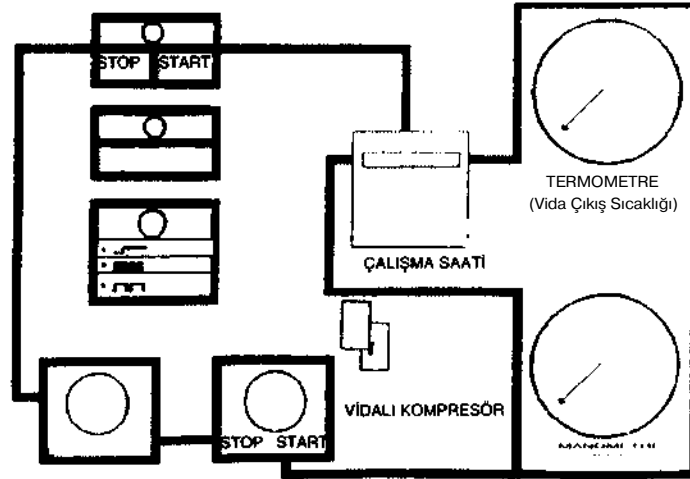 STOP START
TERMOMETRE
(Vida Çıkış Sıcaklığı)
ÇALIŞMA SAATİ
VİDALI KOMPRESÖR
STOP START